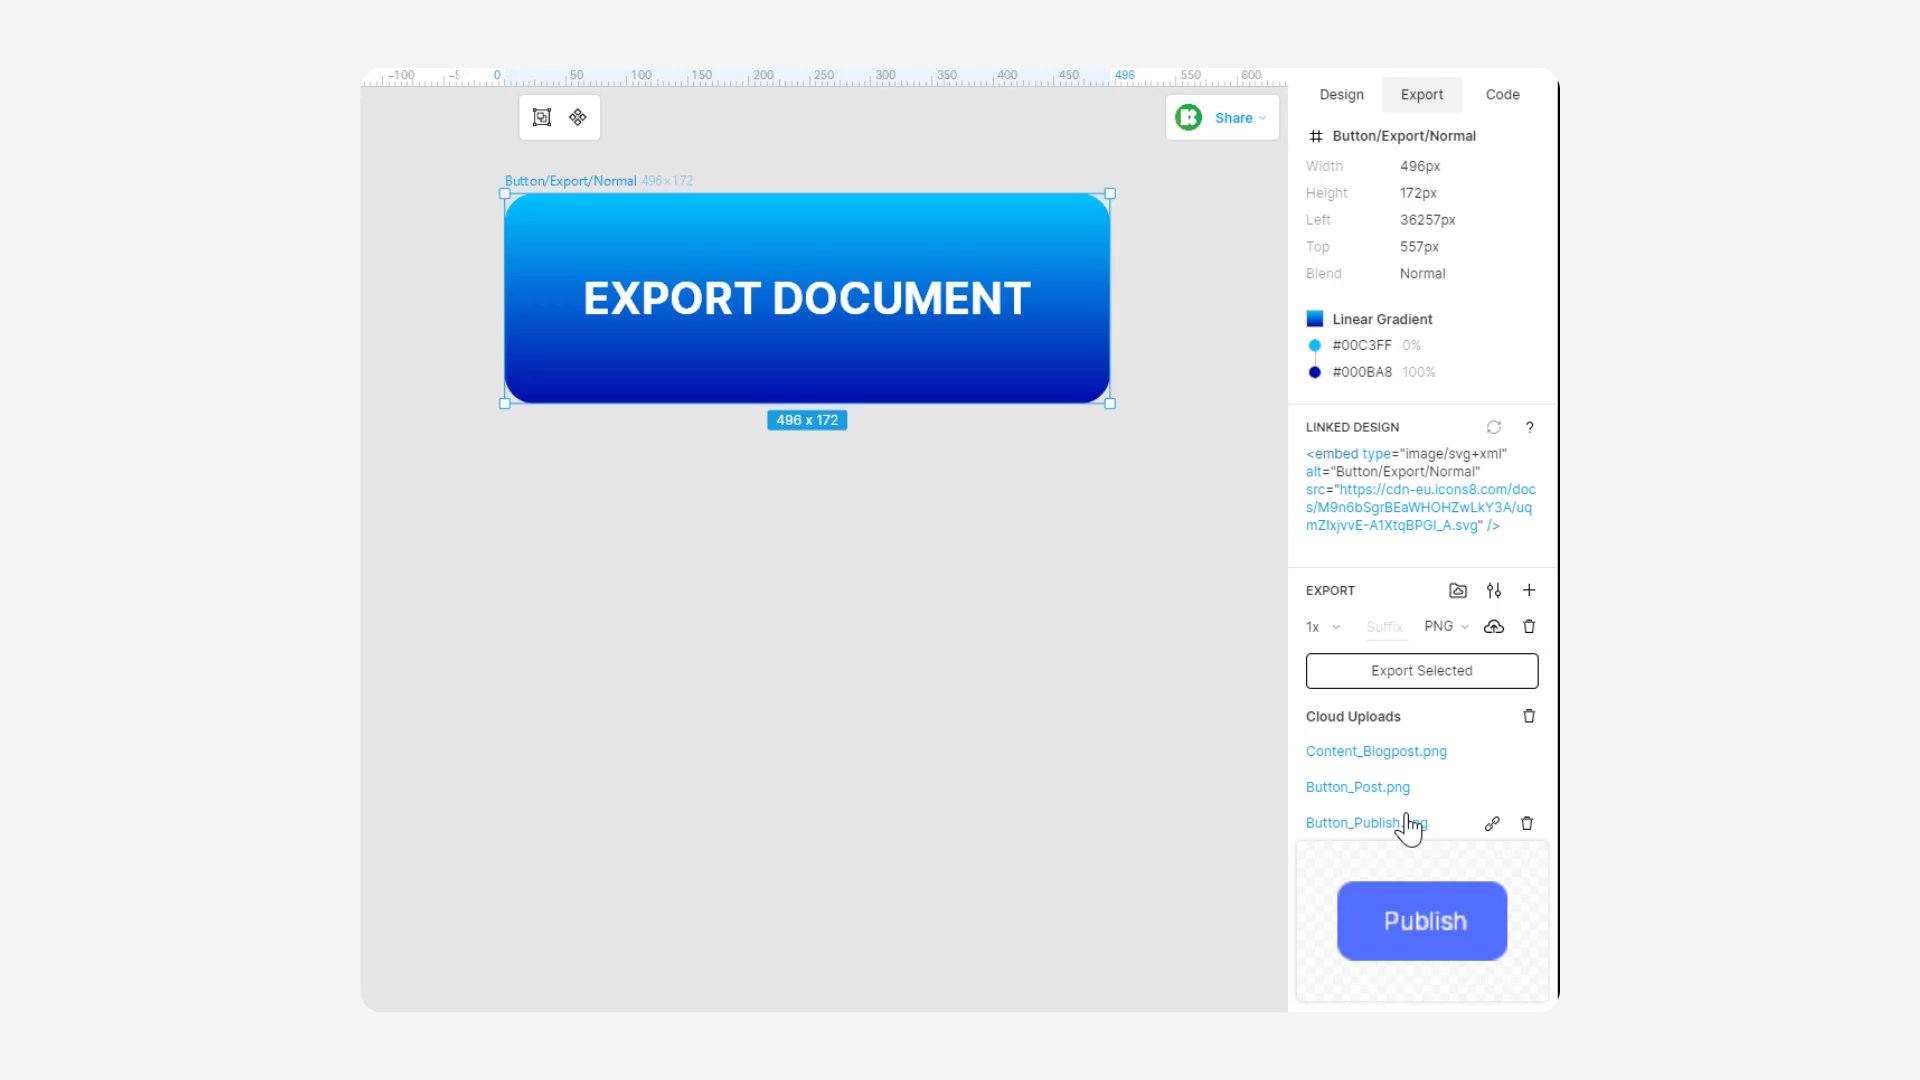 -100 -5 0 50 100 150 200 250 300 350 400 450 496 550 600
Design Export Code
Share
Button/Export/Normal
Width 496px
Height 172px
Left 36257px
Top 557px
Blend Normal
Button/Export/Normal 496×172
EXPORT DOCUMENT
496 x 172
Linear Gradient
#00C3FF 0%
#000BA8 100%
LINKED DESIGN ?
<embed type="image/svg+xml"
alt="Button/Export/Normal"
src="https://cdn-eu.icons8.com/doc
s/M9n6bSgrBEaWHOHZwLkY3A/uq
mZIxjvvE-A1XtqBPGI_A.svg" />
EXPORT
1x Suffix PNG
Export Selected
Cloud Uploads
Content_Blogpost.png
Button_Post.png
Button_Publish.png
Publish